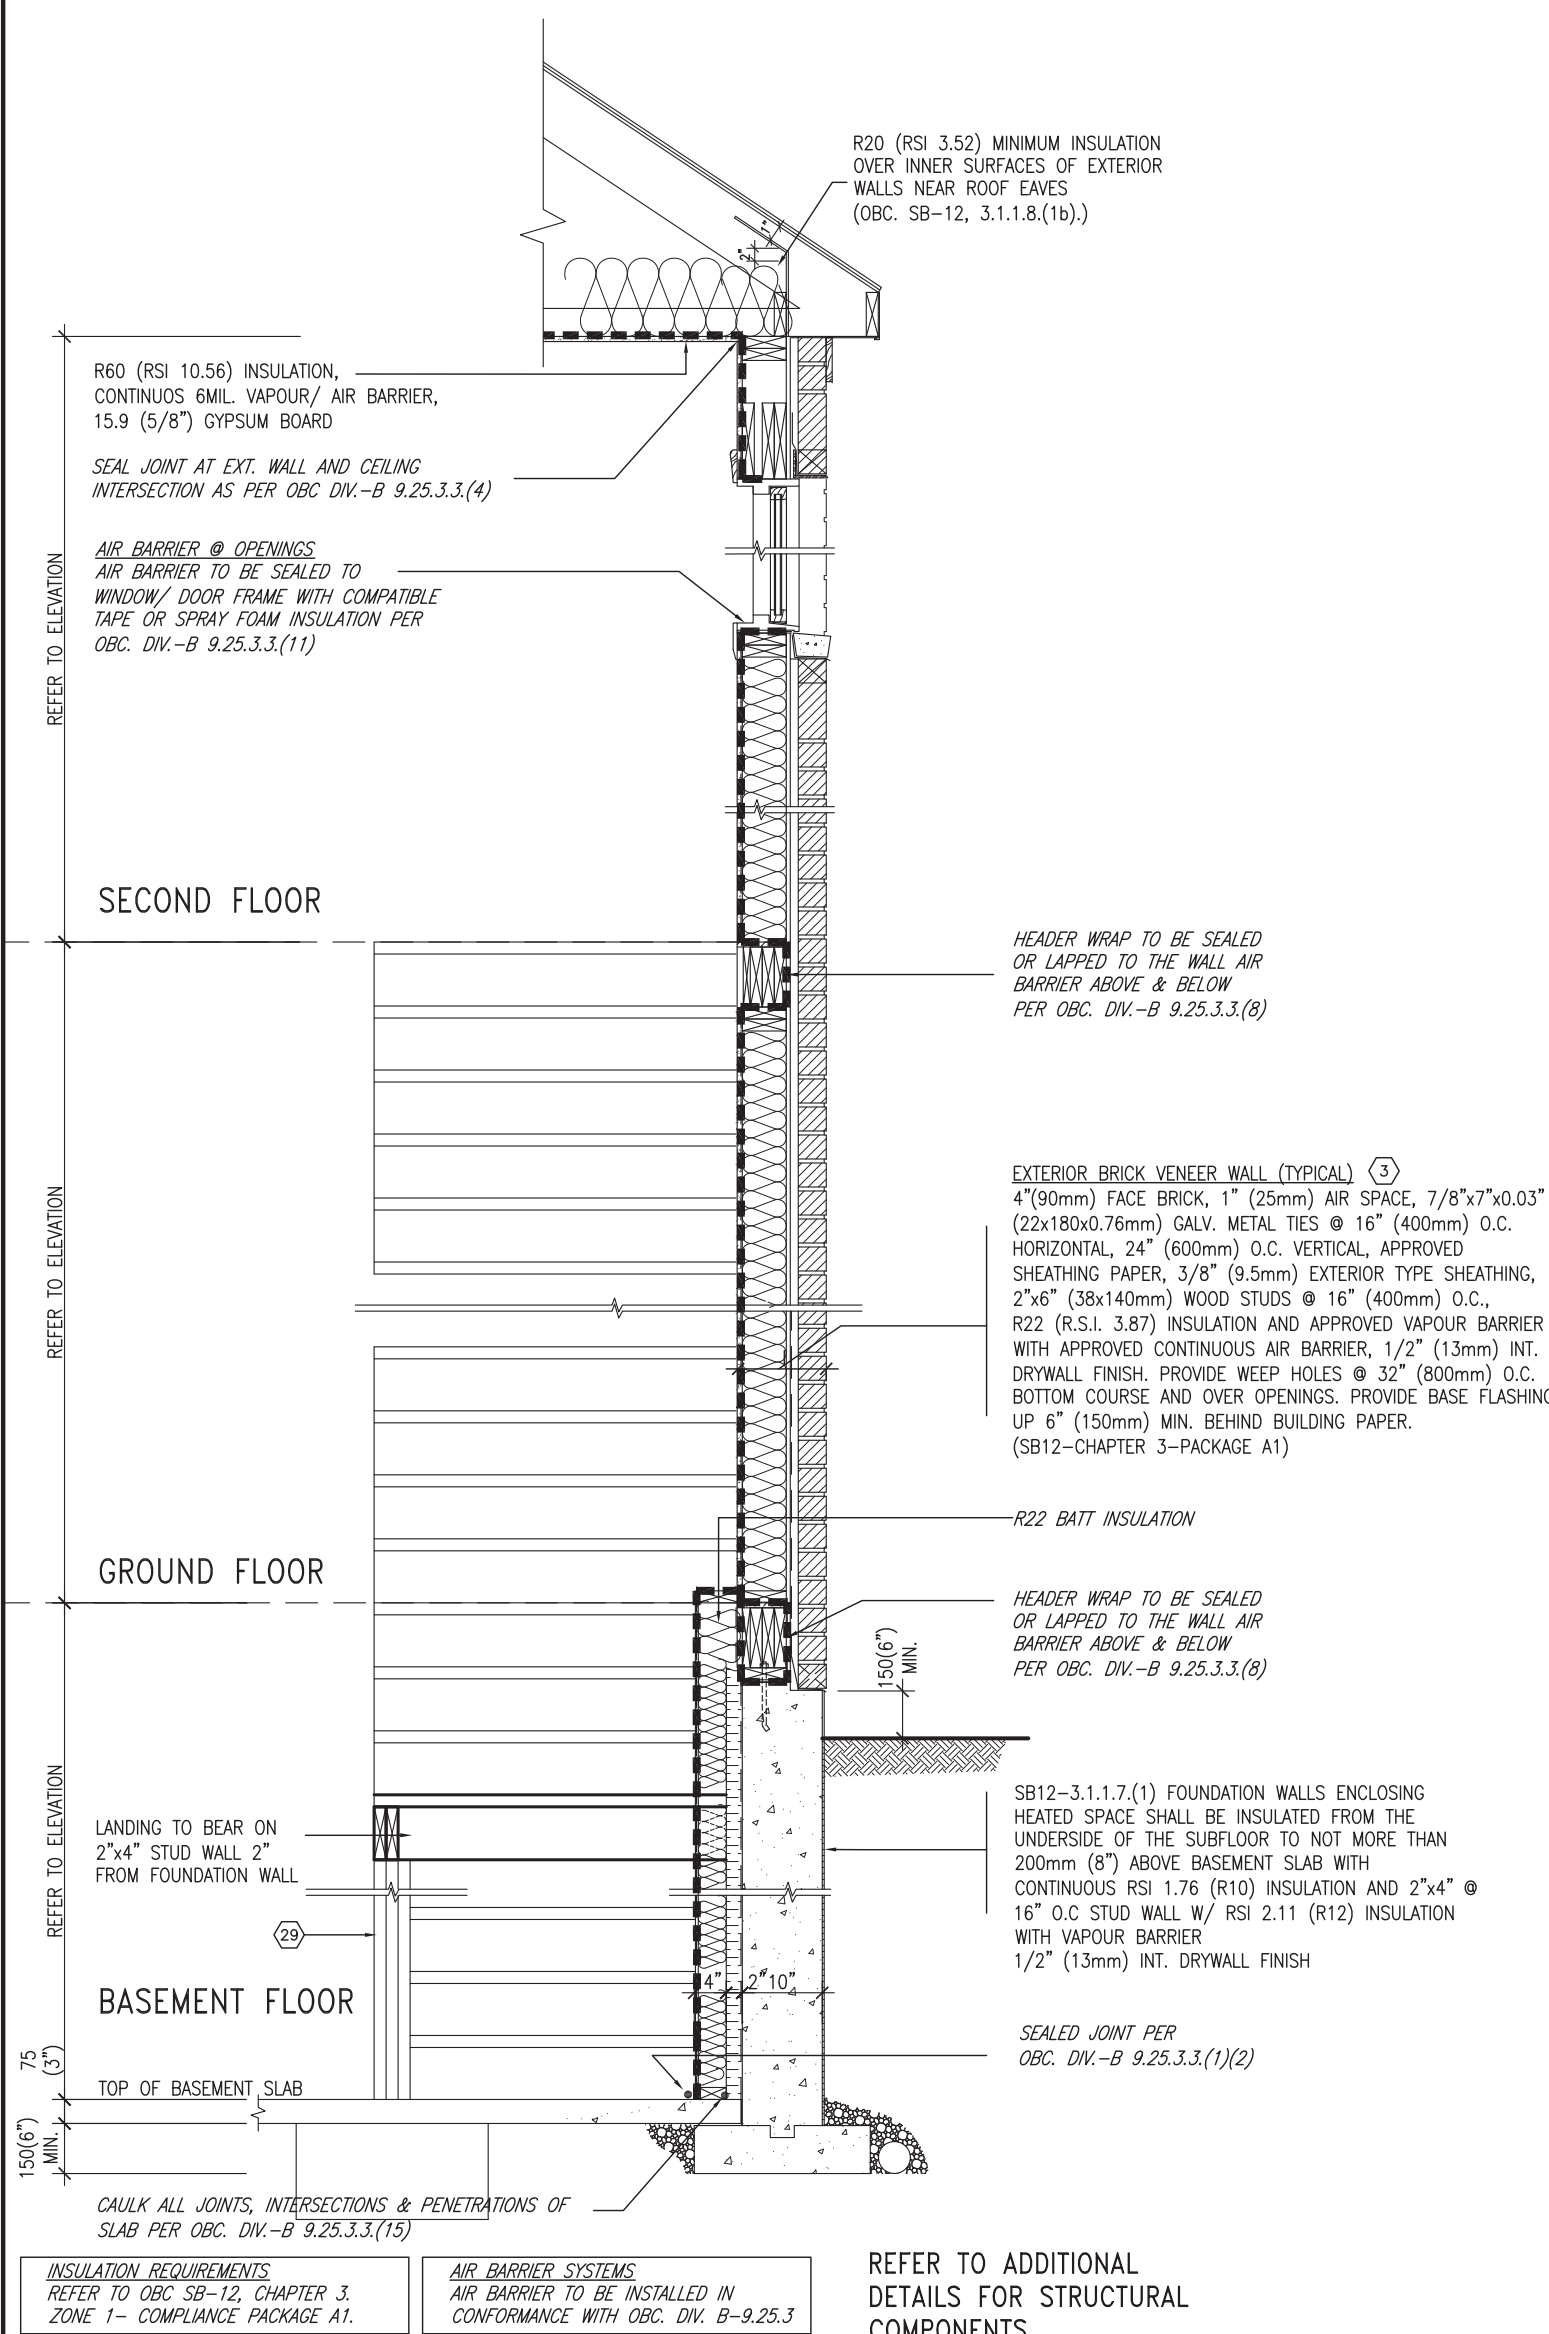 R20 (RSI 3.52) MINIMUM INSULATION
OVER INNER SURFACES OF EXTERIOR
WALLS NEAR ROOF EAVES
(OBC. SB-12, 3.1.1.8.(1b).)
1"
2"
R60 (RSI 10.56) INSULATION,
CONTINUOS 6MIL. VAPOUR/ AIR BARRIER,
15.9 (5/8") GYPSUM BOARD
SEAL JOINT AT EXT. WALL AND CEILING
INTERSECTION AS PER OBC DIV.-B 9.25.3.3.(4)
AIR BARRIER @ OPENINGS
AIR BARRIER TO BE SEALED TO
WINDOW/ DOOR FRAME WITH COMPATIBLE
TAPE OR SPRAY FOAM INSULATION PER
OBC. DIV.-B 9.25.3.3.(11)
REFER TO ELEVATION
SECOND FLOOR
HEADER WRAP TO BE SEALED
OR LAPPED TO THE WALL AIR
BARRIER ABOVE & BELOW
PER OBC. DIV.-B 9.25.3.3.(8)
EXTERIOR BRICK VENEER WALL (TYPICAL) 3
4"(90mm) FACE BRICK, 1" (25mm) AIR SPACE, 7/8"x7"x0.03"
(22x180x0.76mm) GALV. METAL TIES @ 16" (400mm) O.C.
HORIZONTAL, 24" (600mm) O.C. VERTICAL, APPROVED
SHEATHING PAPER, 3/8" (9.5mm) EXTERIOR TYPE SHEATHING,
2"x6" (38x140mm) WOOD STUDS @ 16" (400mm) O.C.,
R22 (R.S.I. 3.87) INSULATION AND APPROVED VAPOUR BARRIER
WITH APPROVED CONTINUOUS AIR BARRIER, 1/2" (13mm) INT.
DRYWALL FINISH. PROVIDE WEEP HOLES @ 32" (800mm) O.C.
BOTTOM COURSE AND OVER OPENINGS. PROVIDE BASE FLASHING
UP 6" (150mm) MIN. BEHIND BUILDING PAPER.
(SB12-CHAPTER 3-PACKAGE A1)
REFER TO ELEVATION
R22 BATT INSULATION
GROUND FLOOR
HEADER WRAP TO BE SEALED
OR LAPPED TO THE WALL AIR
BARRIER ABOVE & BELOW
PER OBC. DIV.-B 9.25.3.3.(8)
150(6")
MIN.
SB12-3.1.1.7.(1) FOUNDATION WALLS ENCLOSING
HEATED SPACE SHALL BE INSULATED FROM THE
UNDERSIDE OF THE SUBFLOOR TO NOT MORE THAN
200mm (8") ABOVE BASEMENT SLAB WITH
CONTINUOUS RSI 1.76 (R10) INSULATION AND 2"x4" @
16" O.C STUD WALL W/ RSI 2.11 (R12) INSULATION
WITH VAPOUR BARRIER
1/2" (13mm) INT. DRYWALL FINISH
REFER TO ELEVATION
LANDING TO BEAR ON
2"x4" STUD WALL 2"
FROM FOUNDATION WALL
29
4" 2" 10"
BASEMENT FLOOR
SEALED JOINT PER
OBC. DIV.-B 9.25.3.3.(1)(2)
75
(3")
TOP OF BASEMENT SLAB
150(6")
MIN.
CAULK ALL JOINTS, INTERSECTIONS & PENETRATIONS OF
SLAB PER OBC. DIV.-B 9.25.3.3.(15)
INSULATION REQUIREMENTS
REFER TO OBC SB-12, CHAPTER 3.
ZONE 1- COMPLIANCE PACKAGE A1.
AIR BARRIER SYSTEMS
AIR BARRIER TO BE INSTALLED IN
CONFORMANCE WITH OBC. DIV. B-9.25.3
REFER TO ADDITIONAL
DETAILS FOR STRUCTURAL
COMPONENTS